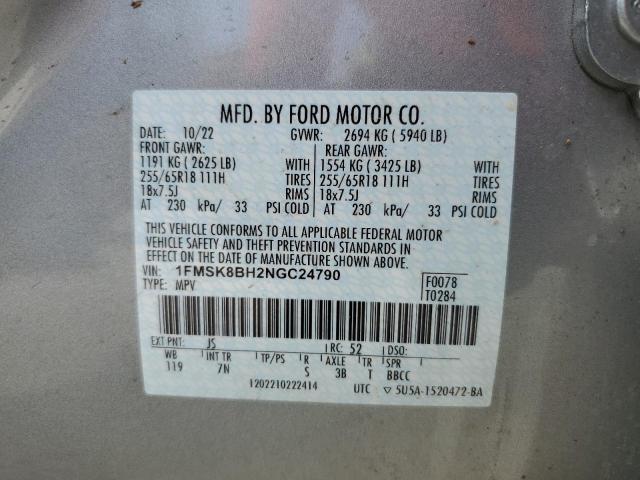 MFD. BY FORD MOTOR CO.
DATE: 10/22 GVWR: 2694 KG ( 5940 LB)
FRONT GAWR: REAR GAWR:
1191 KG ( 2625 LB) WITH 1554 KG ( 3425 LB) WITH
255/65R18 111H TIRES 255/65R18 111H TIRES
18x7.5J RIMS 18x7.5J RIMS
AT 230 kPa/ 33 PSI COLD AT 230 kPa/ 33 PSI COLD
THIS VEHICLE CONFORMS TO ALL APPLICABLE FEDERAL MOTOR
VEHICLE SAFETY AND THEFT PREVENTION STANDARDS IN
EFFECT ON THE DATE OF MANUFACTURE SHOWN ABOVE.
VIN: 1FMSK8BH2NGC24790 F0078
TYPE: MPV T0284
EXT PNT: JS RC: 52 DSO:
WB INT TR TP/PS R AXLE TR SPR
119 7N S 3B T BBCC
1202210222414 UTC ▽ 5U5A-1520472-BA